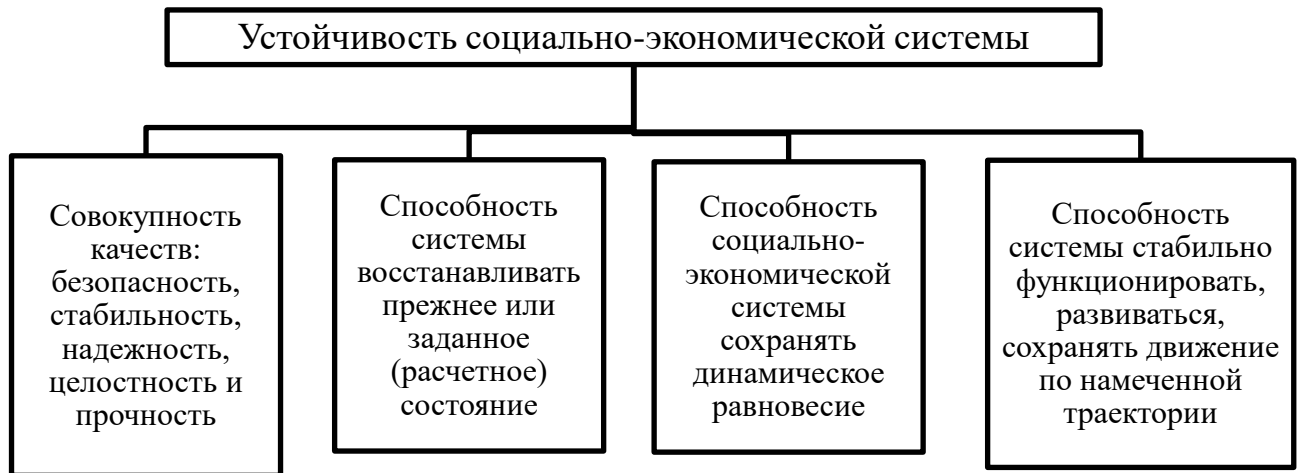 Устойчивость социально-экономической системы
Совокупность
качеств:
безопасность,
стабильность,
надежность,
целостность и
прочность
Способность
системы
восстанавливать
прежнее или
заданное
(расчетное)
состояние
Способность
социально-
экономической
системы
сохранять
динамическое
равновесие
Способность
системы стабильно
функционировать,
развиваться,
сохранять движение
по намеченной
траектории